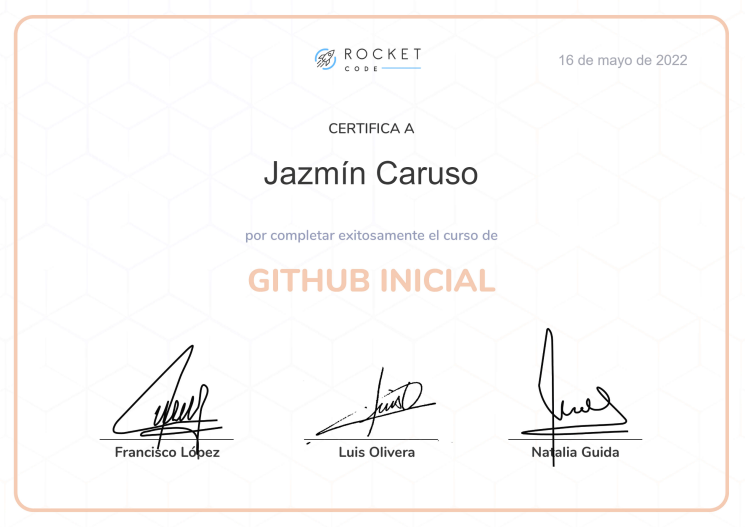 ROCKET
CODE
16 de mayo de 2022
CERTIFICA A
Jazmín Caruso
por completar exitosamente el curso de
GITHUB INICIAL
Francisco López
Luis Olivera
Natalia Guida